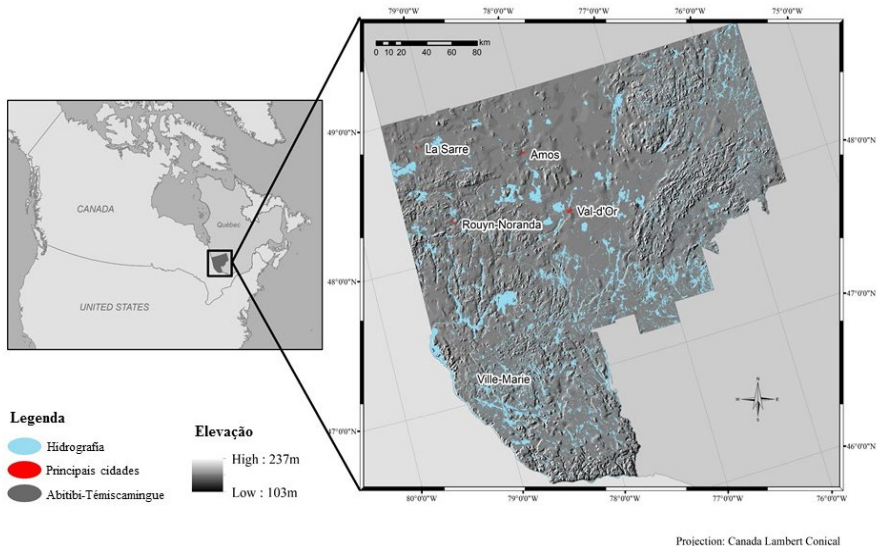 79°0'0"W
78°0'0"W
77°0'0"W
76°0'0"W
75°0'0"W
km
0 10 20 40 60 80
49°0'0"N
48°0'0"N
La Sarre
Amos
CANADA
Québec
Val-d'Or
Rouyn-Noranda
48°0'0"N
47°0'0"N
UNITED STATES
Ville-Marie
N
W
E
S
Legenda
Hidrografia
Principais cidades
Abitibi-Témiscamingue
Elevação
High : 237m
Low : 103m
47°0'0"N
46°0'0"N
80°0'0"W
79°0'0"W
78°0'0"W
77°0'0"W
76°0'0"W
Projection: Canada Lambert Conical